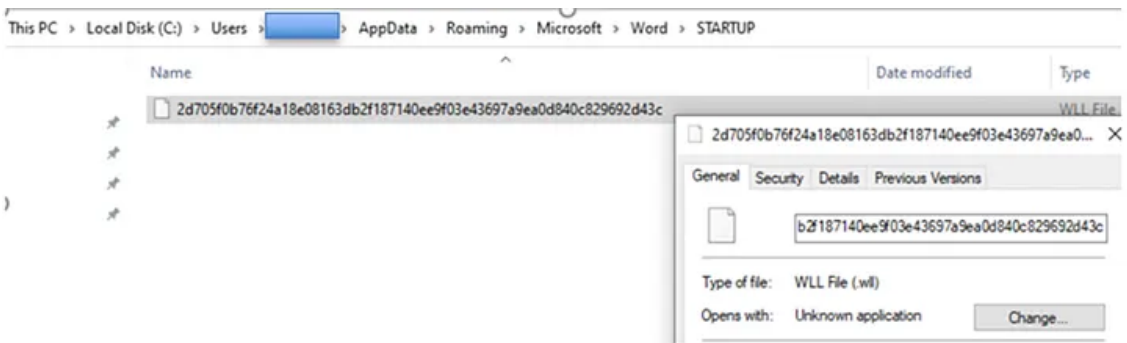 This PC > Local Disk (C:) > Users > > AppData > Roaming > Microsoft > Word > STARTUP
Name Date modified Type
2d705f0b76f24a18e08163db2f187140ee9f03e43697a9ea0d840c829692d43c WLL File
2d705f0b76f24a18e08163db2f187140ee9f03e43697a9ea0...
General Security Details Previous Versions
b2f187140ee9f03e43697a9ea0d840c829692d43c
Type of file: WLL File (.wll)
Opens with: Unknown application Change...